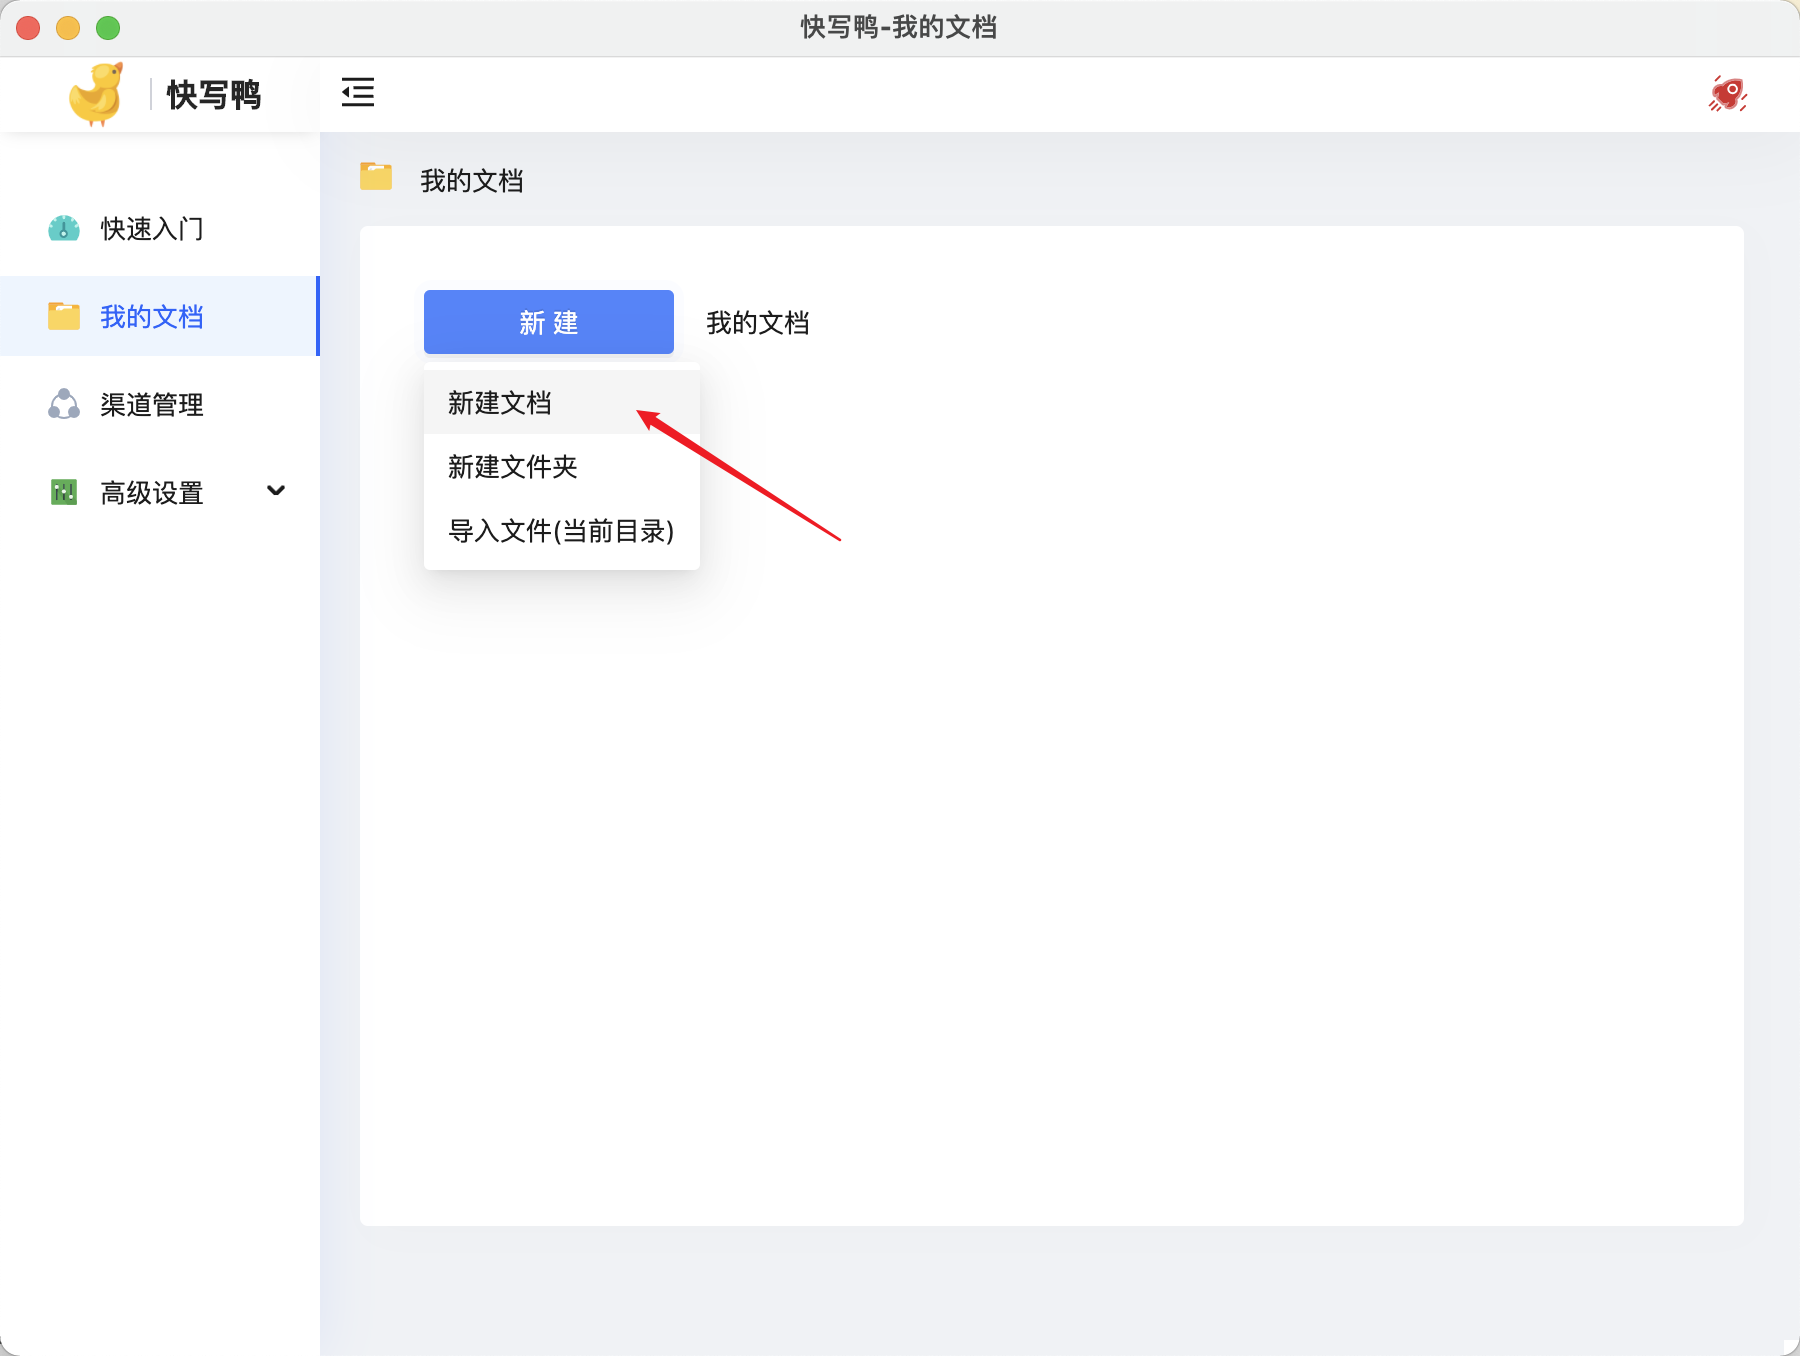 快写鸭-我的文档
快写鸭
我的文档
快速入门
我的文档
渠道管理
高级设置
新 建
我的文档
新建文档
新建文件夹
导入文件(当前目录)